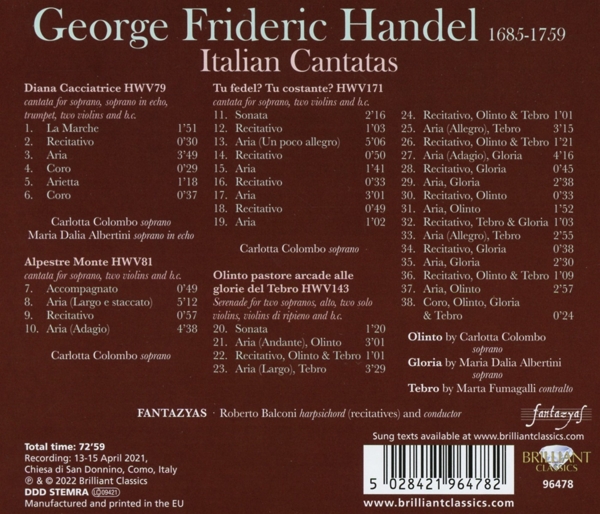 George Frideric Handel 1685-1759
Italian Cantatas
Diana Cacciatrice HWV79
cantata for soprano, soprano in echo,
trumpet, two violins and b.c.
1. La Marche 1'51
2. Recitativo 0'30
3. Aria 3'49
4. Coro 0'29
5. Arietta 1'18
6. Coro 0'37
Carlotta Colombo soprano
Maria Dalia Albertini soprano in echo
Alpestre Monte HWV81
cantata for soprano, two violins and b.c.
7. Accompagnato 0'49
8. Aria (Largo e staccato) 5'12
9. Recitativo 0'57
10. Aria (Adagio) 4'38
Carlotta Colombo soprano
Tu fedel? Tu costante? HWV171
cantata for soprano, two violins and b.c.
11. Sonata 2'16
12. Recitativo 1'03
13. Aria (Un poco allegro) 5'06
14. Recitativo 0'50
15. Aria 1'41
16. Recitativo 0'33
17. Aria 3'01
18. Recitativo 0'49
19. Aria 1'02
Carlotta Colombo soprano
Olinto pastore arcade alle
glorie del Tebro HWV143
Serenade for two sopranos, alto, two solo
violins, violins di ripieno and b.c.
20. Sonata 1'20
21. Aria (Andante), Olinto 3'01
22. Recitativo, Olinto & Tebro 1'01
23. Aria (Largo), Tebro 3'29
24. Recitativo, Olinto & Tebro 1'01
25. Aria (Allegro), Tebro 3'15
26. Recitativo, Olinto & Tebro 1'21
27. Aria (Adagio), Gloria 4'16
28. Recitativo, Gloria 0'45
29. Aria, Gloria 2'38
30. Recitativo, Olinto 0'33
31. Aria, Olinto 1'52
32. Recitativo, Tebro & Gloria 1'03
33. Aria (Allegro), Tebro 2'55
34. Recitativo, Gloria 0'38
35. Aria, Gloria 2'30
36. Recitativo, Olinto & Tebro 1'09
37. Aria, Olinto 2'57
38. Coro, Olinto, Gloria
& Tebro 0'24
Olinto by Carlotta Colombo
soprano
Gloria by Maria Dalia Albertini
soprano
Tebro by Marta Fumagalli contralto
FANTAZYAS · Roberto Balconi harpsichord (recitatives) and conductor
fantazyas
Total time: 72'59
Recording: 13-15 April 2021,
Chiesa di San Donnino, Como, Italy
℗ & © 2022 Brilliant Classics
DDD STEMRA LC 09421
Manufactured and printed in the EU
Sung texts available at www.brilliantclassics.com
5 028421 964782
www.brilliantclassics.com
BRILLIANT
CLASSICS
96478